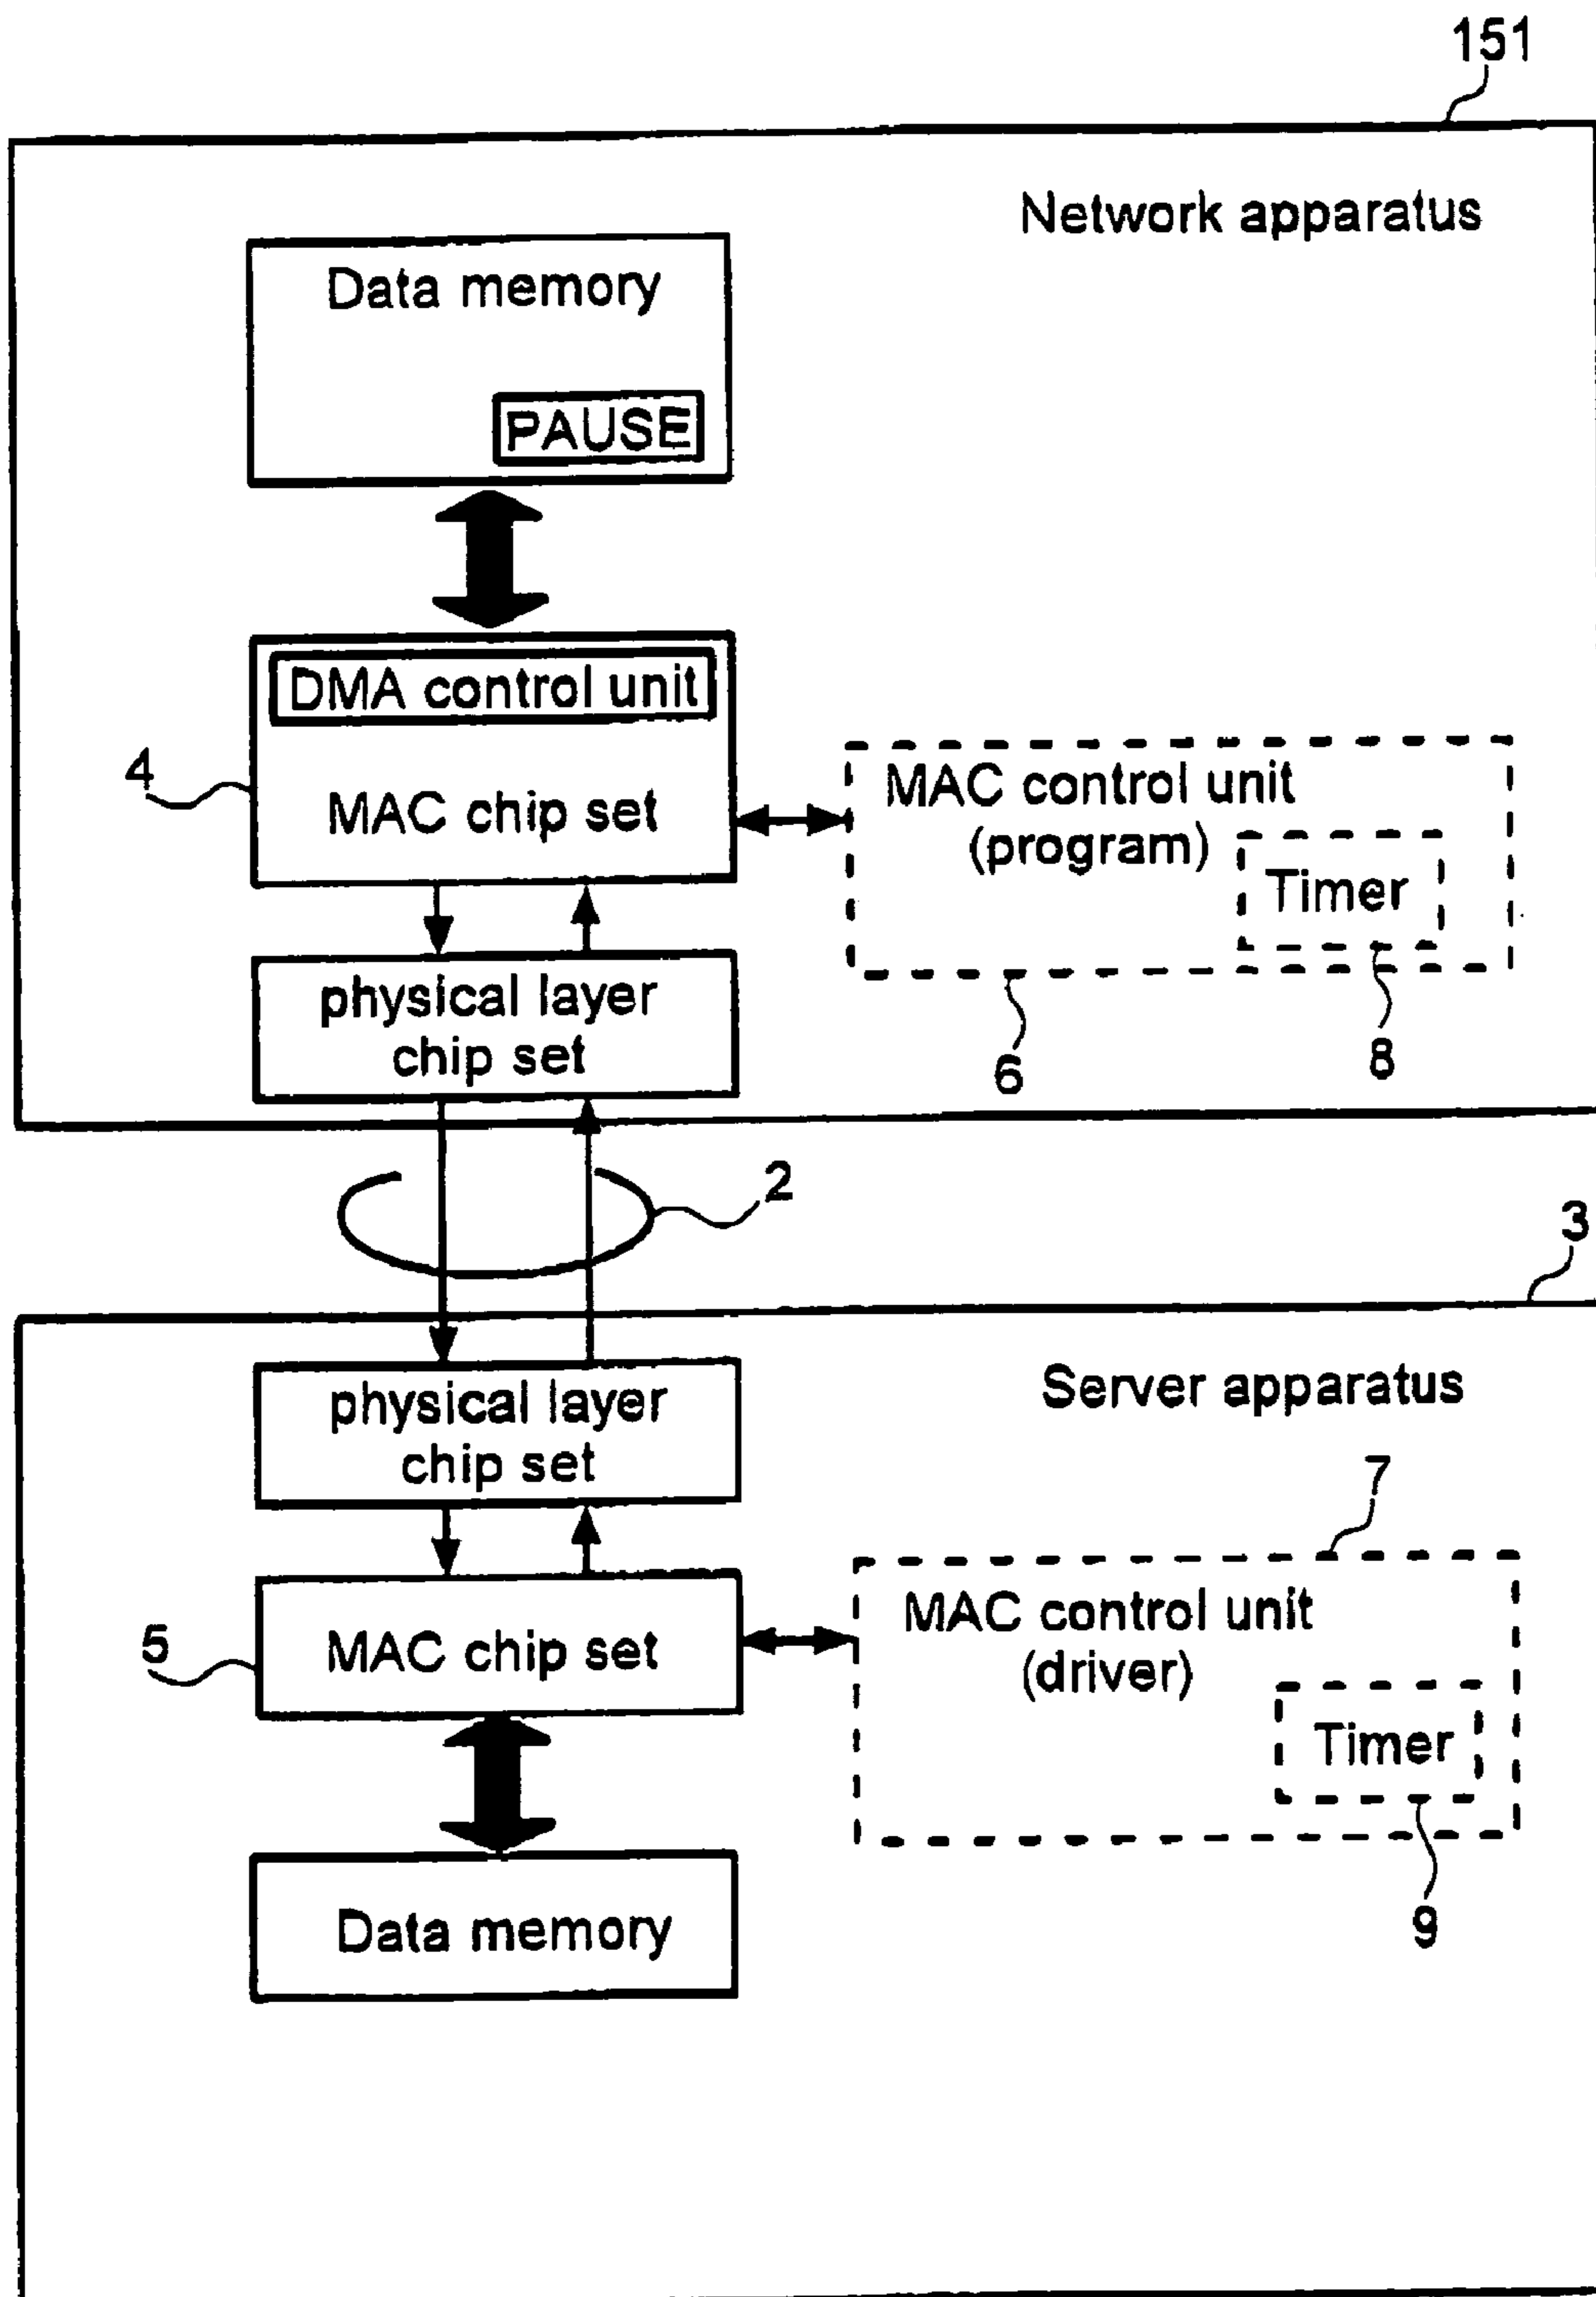 151
Network apparatus
Data memory
PAUSE
DMA control unit
4
MAC chip set
MAC control unit
(program)
Timer
physical layer
chip set
6
8
2
3
Server apparatus
physical layer
chip set
7
MAC control unit
(driver)
5
MAC chip set
Timer
9
Data memory